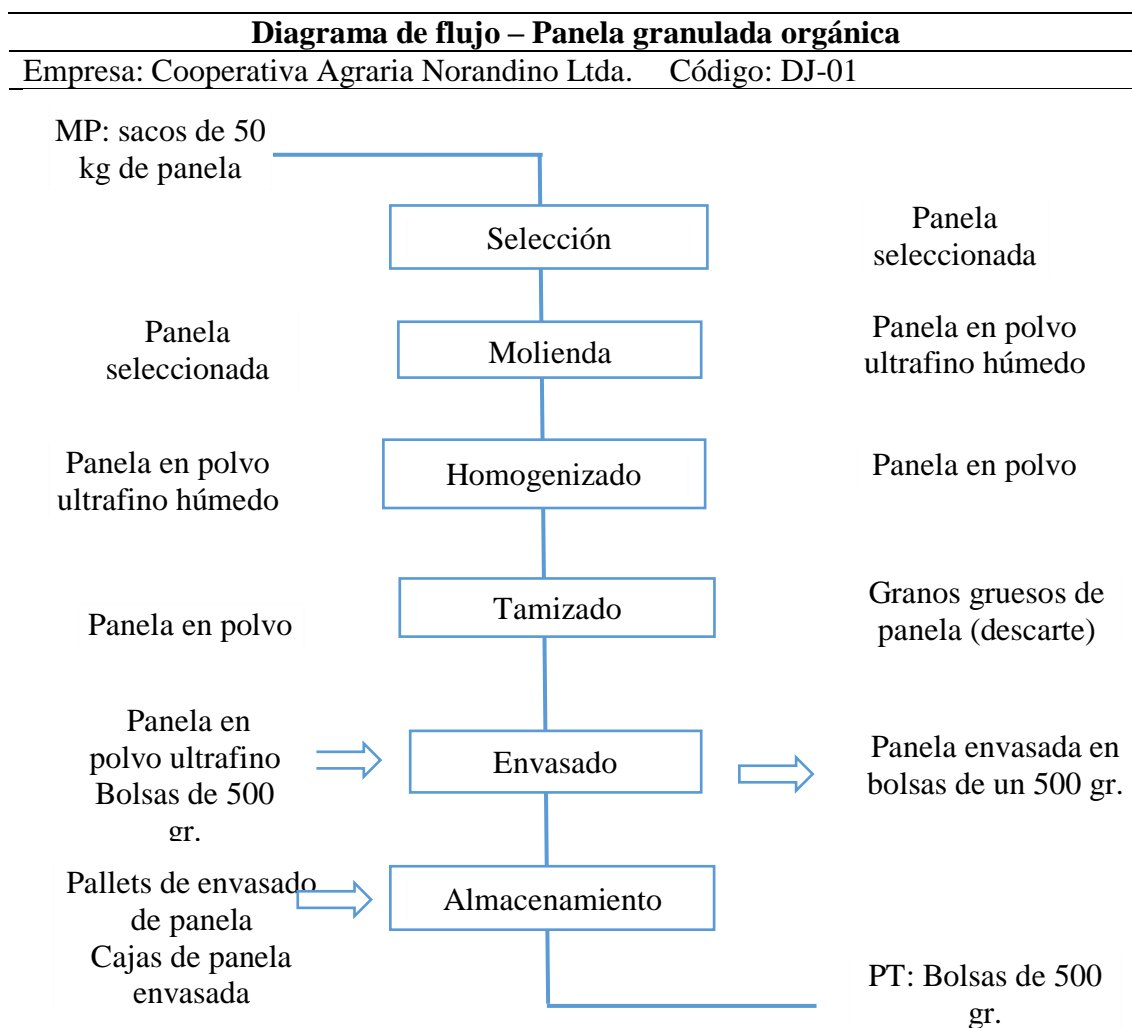 Diagrama de flujo – Panela granulada orgánica
Empresa: Cooperativa Agraria Norandino Ltda. Código: DJ-01
MP: sacos de 50
kg de panela
Selección
Panela
seleccionada
Panela
seleccionada
Molienda
Panela en polvo
ultrafino húmedo
Panela en polvo
ultrafino húmedo
Homogenizado
Panela en polvo
Panela en polvo
Tamizado
Granos gruesos de
panela (descarte)
Panela en
polvo ultrafino
Bolsas de 500
gr.
Envasado
Panela envasada en
bolsas de un 500 gr.
Pallets de envasado
de panela
Cajas de panela
envasada
Almacenamiento
PT: Bolsas de 500
gr.